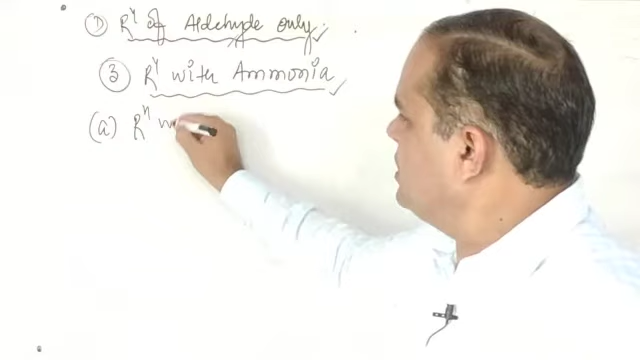 ① Rⁿ of Aldehyde only ✓
③ Rⁿ with Ammonia ✓
(a) Rⁿ w